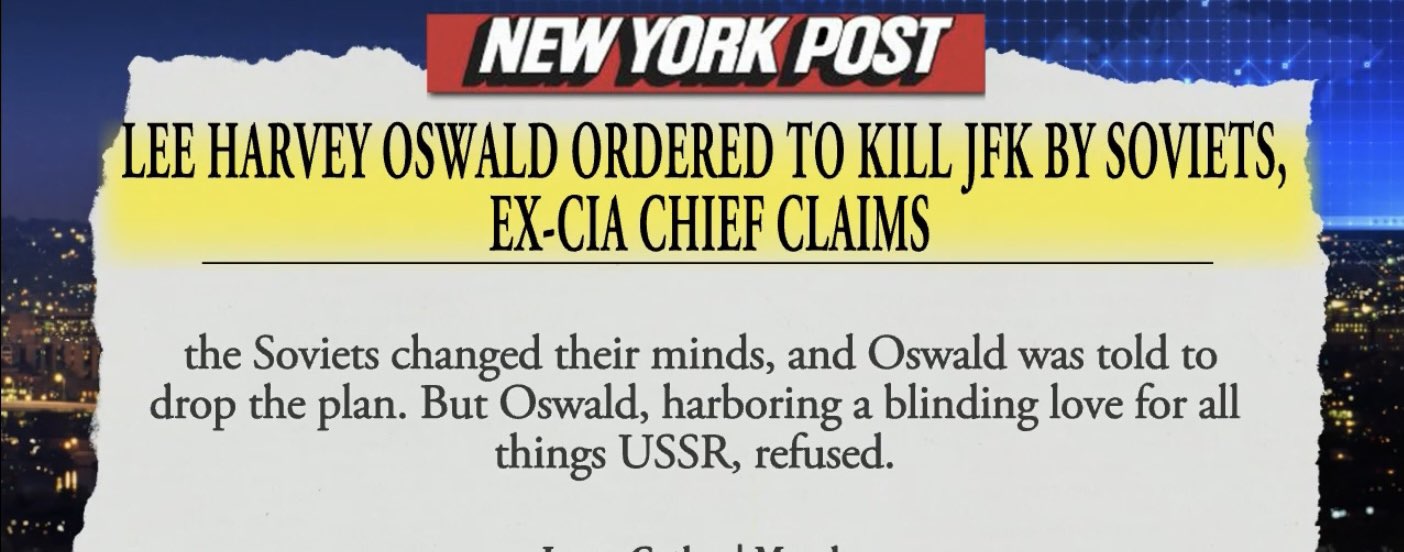 NEW YORK POST
LEE HARVEY OSWALD ORDERED TO KILL JFK BY SOVIETS,
EX-CIA CHIEF CLAIMS
the Soviets changed their minds, and Oswald was told to
drop the plan. But Oswald, harboring a blinding love for all
things USSR, refused.